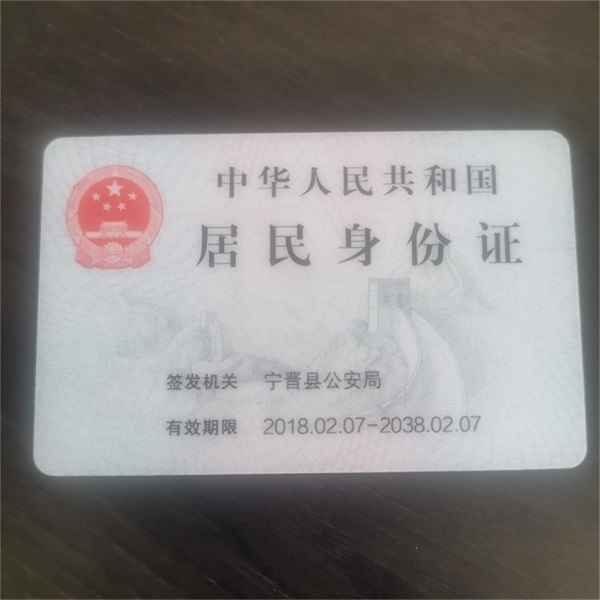 中华人民共和国
居民身份证
签发机关 宁晋县公安局
有效期限 2018.02.07-2038.02.07